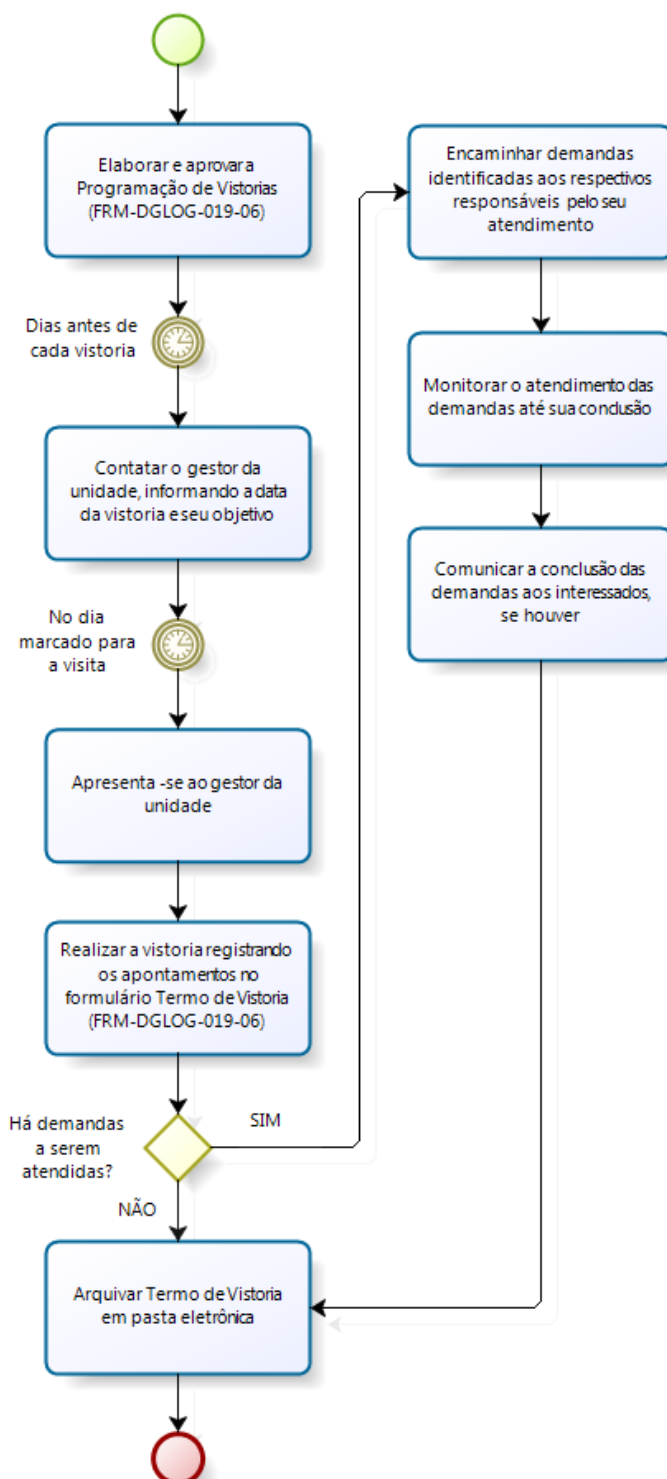 Elaborar e aprovar a
Programação de Vistorias
(FRM-DGLOG-019-06)
Dias antes de
cada vistoria
Contatar o gestor da
unidade, informando a data
da vistoria e seu objetivo
No dia
marcado para
a visita
Apresenta -se ao gestor da
unidade
Realizar a vistoria registrando
os apontamentos no
formulário Termo de Vistoria
(FRM-DGLOG-019-06)
Há demandas
a serem
atendidas?
SIM
NÃO
Arquivar Termo de Vistoria
em pasta eletrônica
Encaminhar demandas
identificadas aos respectivos
responsáveis pelo seu
atendimento
Monitorar o atendimento das
demandas até sua conclusão
Comunicar a conclusão das
demandas aos interessados,
se houver